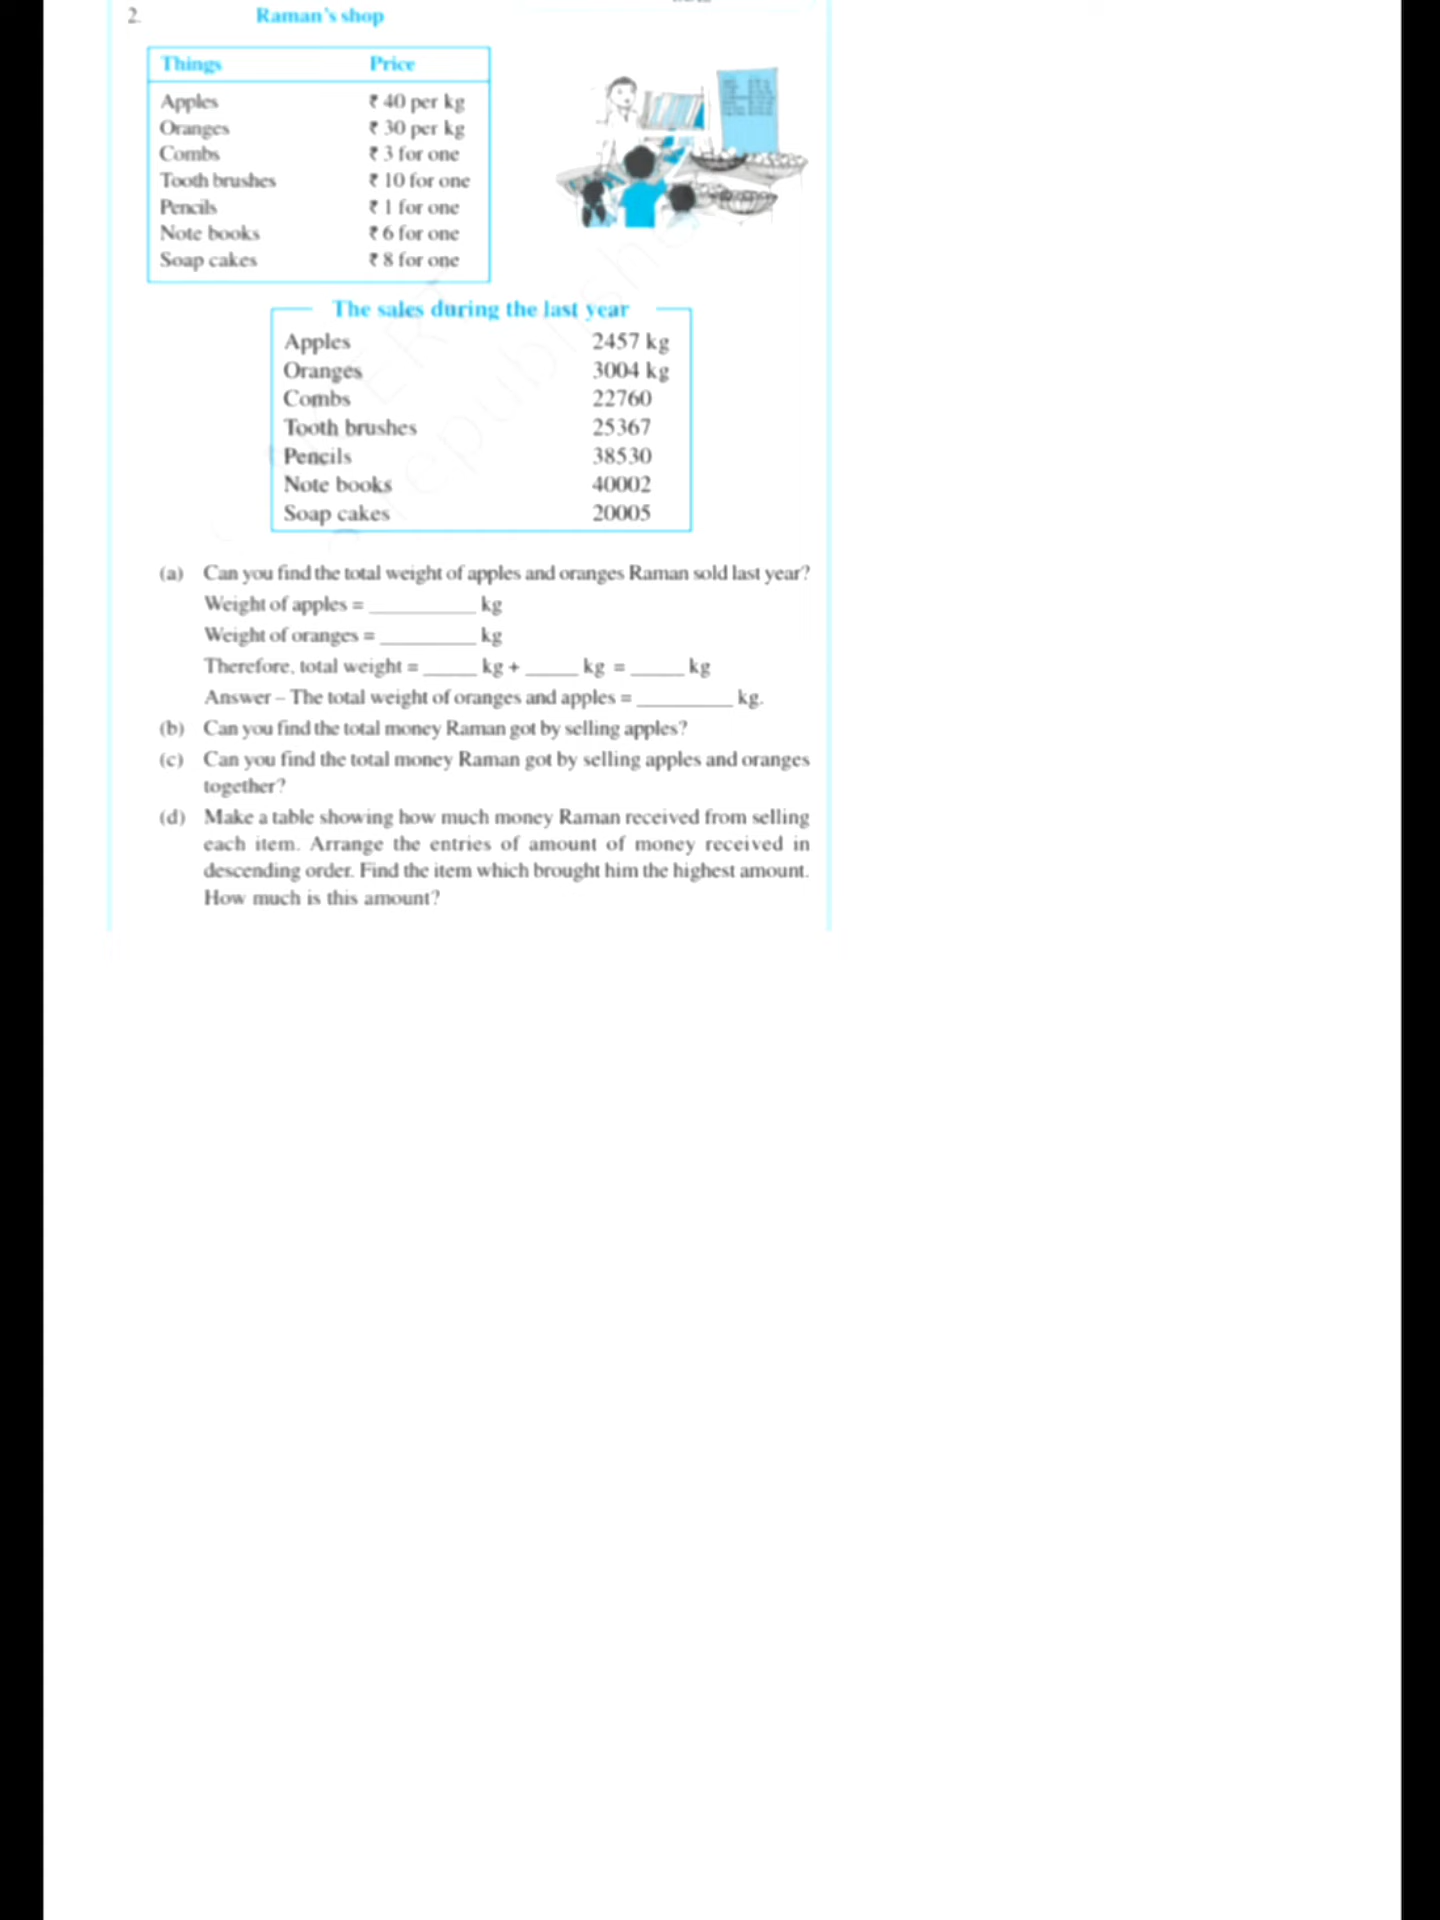 2. Raman's shop
Things Price
Apples ₹ 40 per kg
Oranges ₹ 30 per kg
Combs ₹ 3 for one
Tooth brushes ₹ 10 for one
Pencils ₹ 1 for one
Note books ₹ 6 for one
Soap cakes ₹ 8 for one
The sales during the last year
Apples 2457 kg
Oranges 3004 kg
Combs 22760
Tooth brushes 25367
Pencils 38530
Note books 40002
Soap cakes 20005
(a) Can you find the total weight of apples and oranges Raman sold last year?
Weight of apples = __________ kg
Weight of oranges = _________ kg
Therefore, total weight = _____ kg + _____ kg = _____ kg
Answer – The total weight of oranges and apples = _________ kg.
(b) Can you find the total money Raman got by selling apples?
(c) Can you find the total money Raman got by selling apples and oranges
together?
(d) Make a table showing how much money Raman received from selling
each item. Arrange the entries of amount of money received in
descending order. Find the item which brought him the highest amount.
How much is this amount?